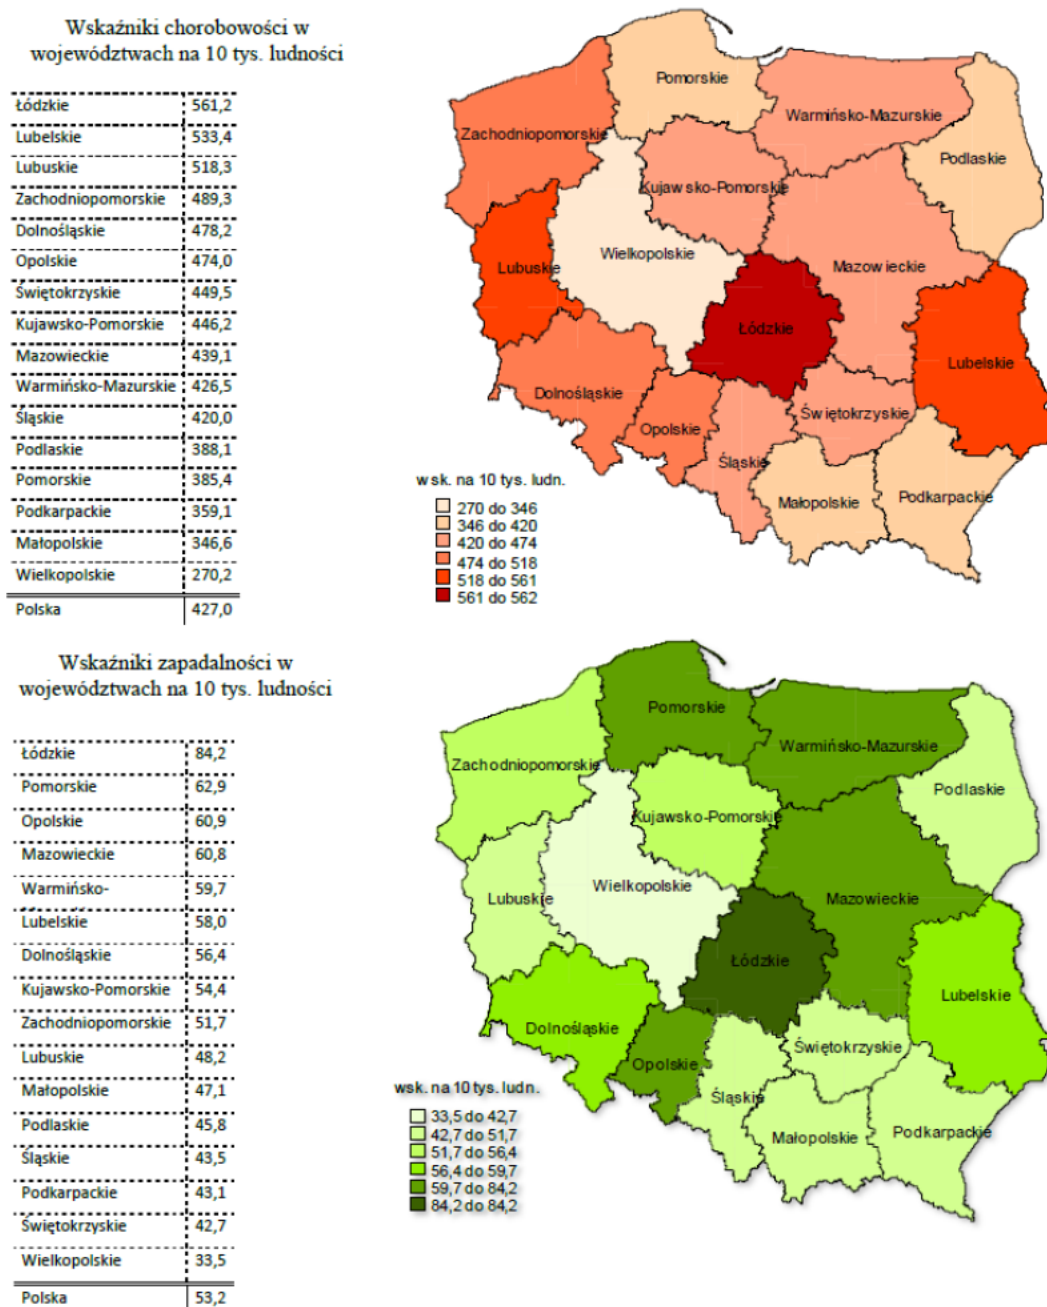 Wskaźniki chorobowości w
województwach na 10 tys. ludności
Łódzkie 561,2
Lubelskie 533,4
Lubuskie 518,3
Zachodniopomorskie 489,3
Dolnośląskie 478,2
Opolskie 474,0
Świętokrzyskie 449,5
Kujawsko-Pomorskie 446,2
Mazowieckie 439,1
Warmińsko-Mazurskie 426,5
Śląskie 420,0
Podlaskie 388,1
Pomorskie 385,4
Podkarpackie 359,1
Małopolskie 346,6
Wielkopolskie 270,2
Polska 427,0
Pomorskie
Warmińsko-Mazurskie
Zachodniopomorskie
Podlaskie
Kujawsko-Pomorskie
Wielkopolskie
Lubuskie
Mazowieckie
Łódzkie
Lubelskie
Dolnośląskie
Świętokrzyskie
Opolskie
Śląskie
Małopolskie
Podkarpackie
wsk. na 10 tys. ludn.
270 do 346
346 do 420
420 do 474
474 do 518
518 do 561
561 do 562
Wskaźniki zapadalności w
województwach na 10 tys. ludności
Łódzkie 84,2
Pomorskie 62,9
Opolskie 60,9
Mazowieckie 60,8
Warmińsko- 59,7
Lubelskie 58,0
Dolnośląskie 56,4
Kujawsko-Pomorskie 54,4
Zachodniopomorskie 51,7
Lubuskie 48,2
Małopolskie 47,1
Podlaskie 45,8
Śląskie 43,5
Podkarpackie 43,1
Świętokrzyskie 42,7
Wielkopolskie 33,5
Polska 53,2
Pomorskie
Warmińsko-Mazurskie
Zachodniopomorskie
Podlaskie
Kujawsko-Pomorskie
Wielkopolskie
Lubuskie
Mazowieckie
Łódzkie
Lubelskie
Dolnośląskie
Świętokrzyskie
Opolskie
Śląskie
Małopolskie
Podkarpackie
wsk. na 10 tys. ludn.
33,5 do 42,7
42,7 do 51,7
51,7 do 56,4
56,4 do 59,7
59,7 do 84,2
84,2 do 84,2